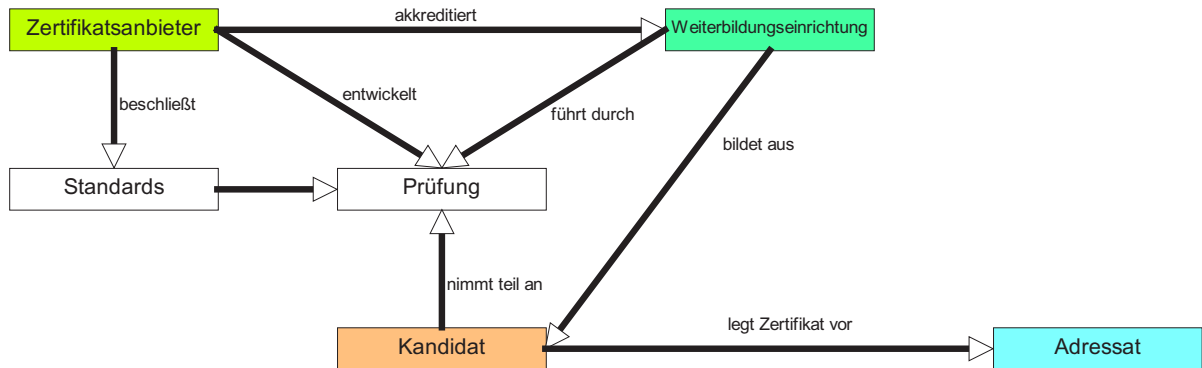 Zertifikatsanbieter
akkreditiert
Weiterbildungseinrichtung
beschließt
entwickelt
führt durch
bildet aus
Standards
Prüfung
nimmt teil an
legt Zertifikat vor
Kandidat
Adressat